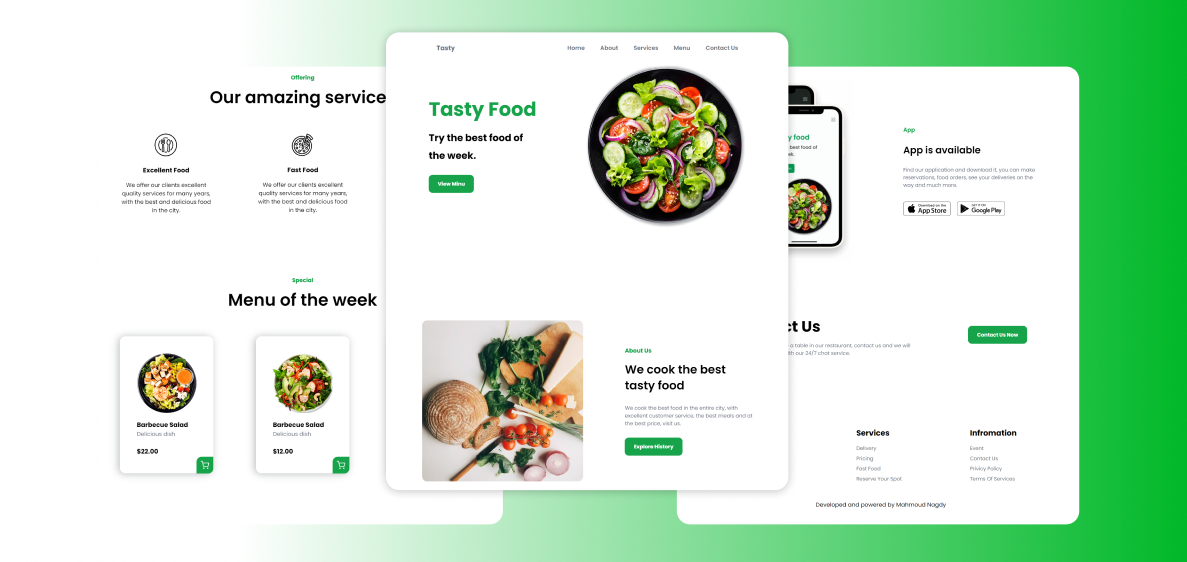 Offering
Our amazing service
Excellent Food
We offer our clients excellent
quality services for many years,
with the best and delicious food
in the city.
Fast Food
We offer our clients excellent
quality services for many years,
with the best and delicious food
in the city.
Special
Menu of the week
Barbecue Salad
Delicious dish
$22.00
Barbecue Salad
Delicious dish
$12.00
Tasty
Home
About
Services
Menu
Contact Us
Tasty Food
Try the best food of
the week.
View Minu
About Us
We cook the best
tasty food
We cook the best food in the entire city, with
excellent customer service, the best meals and at
the best price, visit us.
Explore History
food
best food of
App
App is available
Find our application and download it, you can make
reservations, food orders, see your deliveries on the
way and much more.
Download on the
App Store
GET IT ON
Google Play
Us
a table in our restaurant, contact us and we will
our 24/7 chat service.
Contact Us Now
Services
Delivery
Pricing
Fast Food
Reserve Your Spot
Infromation
Event
Contact Us
Privicy Policy
Terms Of Services
Developed and powered by Mahmoud Nagdy